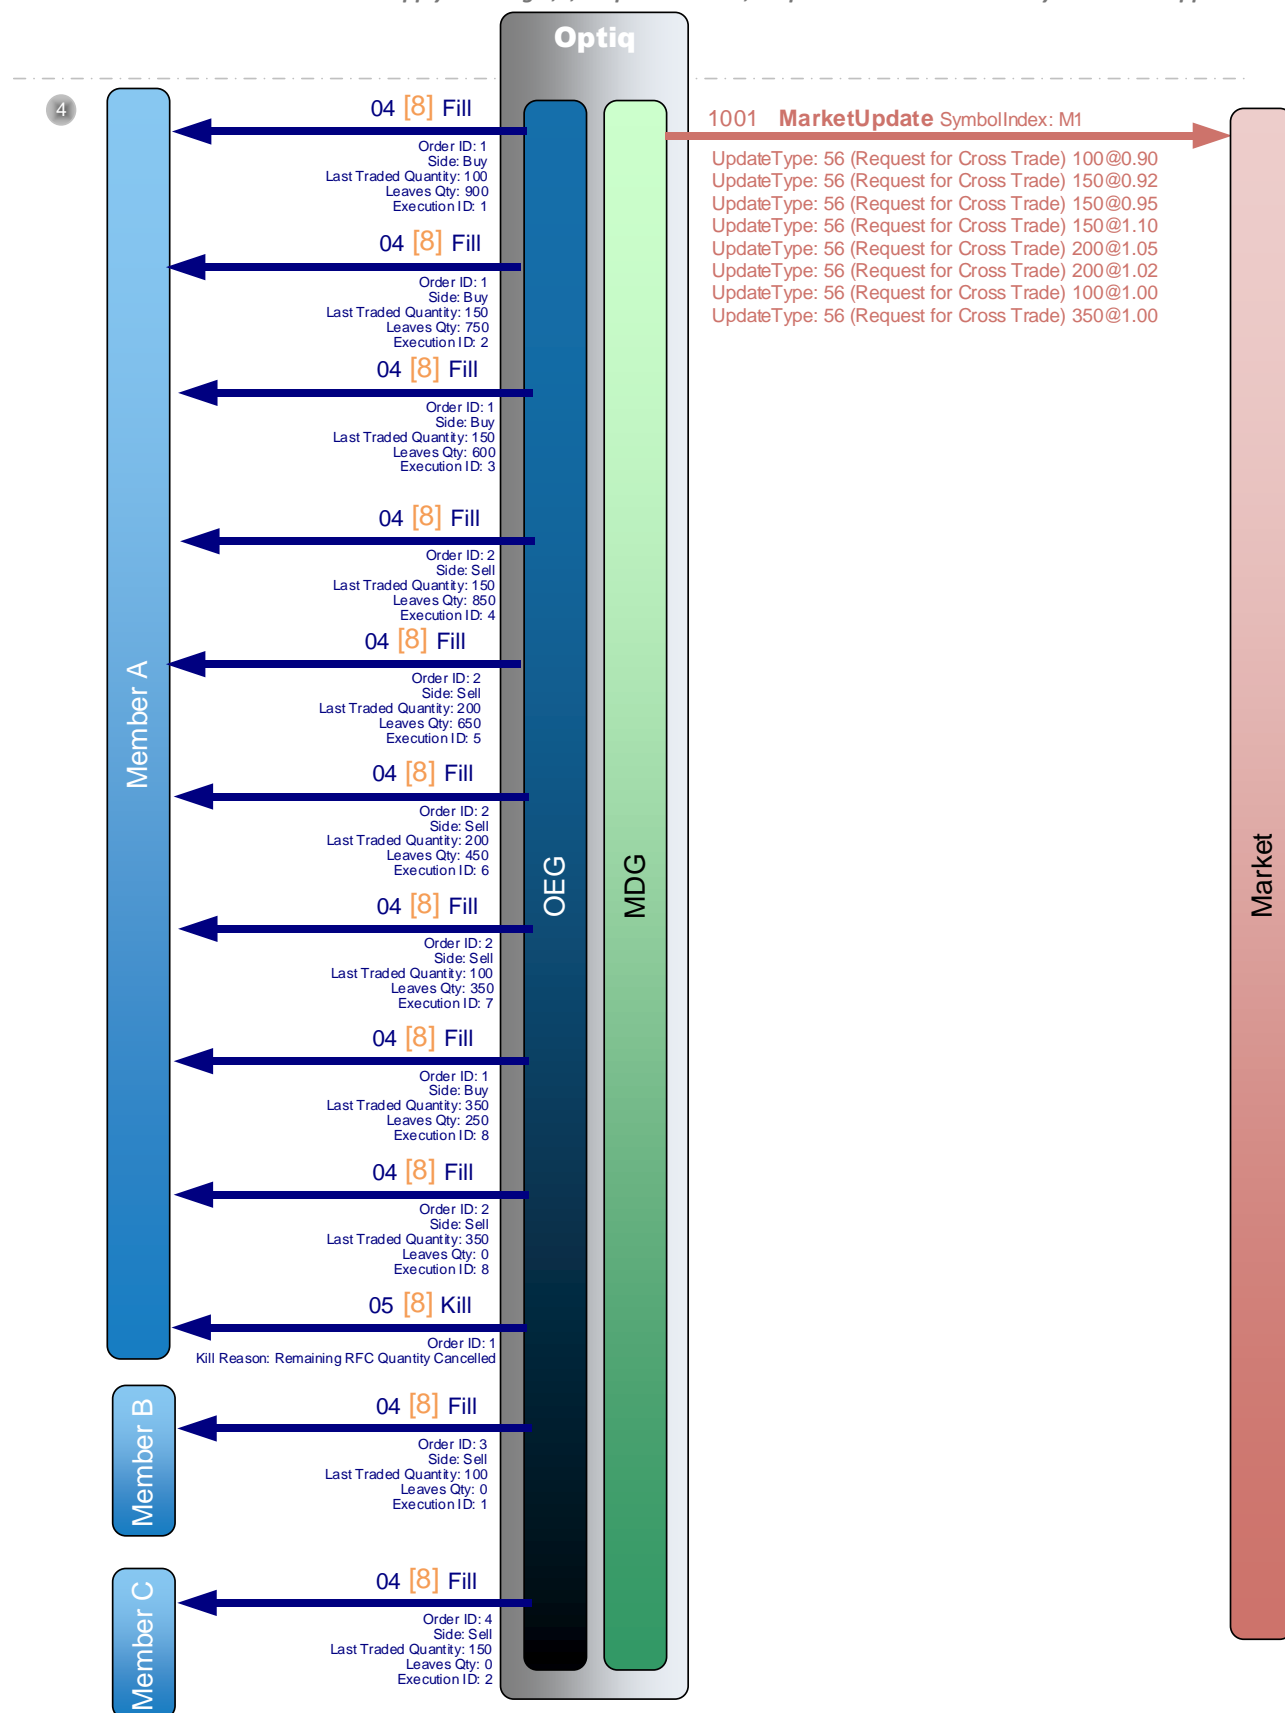 Optiq
4
04 [8] Fill
Order ID: 1
Side: Buy
Last Traded Quantity: 100
Leaves Qty: 900
Execution ID: 1
04 [8] Fill
Order ID: 1
Side: Buy
Last Traded Quantity: 150
Leaves Qty: 750
Execution ID: 2
04 [8] Fill
Order ID: 1
Side: Buy
Last Traded Quantity: 150
Leaves Qty: 600
Execution ID: 3
04 [8] Fill
Order ID: 2
Side: Sell
Last Traded Quantity: 150
Leaves Qty: 850
Execution ID: 4
04 [8] Fill
Order ID: 2
Side: Sell
Last Traded Quantity: 200
Leaves Qty: 650
Execution ID: 5
04 [8] Fill
Order ID: 2
Side: Sell
Last Traded Quantity: 200
Leaves Qty: 450
Execution ID: 6
04 [8] Fill
Order ID: 2
Side: Sell
Last Traded Quantity: 100
Leaves Qty: 350
Execution ID: 7
04 [8] Fill
Order ID: 1
Side: Buy
Last Traded Quantity: 350
Leaves Qty: 250
Execution ID: 8
04 [8] Fill
Order ID: 2
Side: Sell
Last Traded Quantity: 350
Leaves Qty: 0
Execution ID: 8
05 [8] Kill
Order ID: 1
Kill Reason: Remaining RFC Quantity Cancelled
Member A
04 [8] Fill
Order ID: 3
Side: Sell
Last Traded Quantity: 100
Leaves Qty: 0
Execution ID: 1
Member B
04 [8] Fill
Order ID: 4
Side: Sell
Last Traded Quantity: 150
Leaves Qty: 0
Execution ID: 2
Member C
OEG
MDG
1001 MarketUpdate SymbolIndex: M1
UpdateType: 56 (Request for Cross Trade) 100@0.90
UpdateType: 56 (Request for Cross Trade) 150@0.92
UpdateType: 56 (Request for Cross Trade) 150@0.95
UpdateType: 56 (Request for Cross Trade) 150@1.10
UpdateType: 56 (Request for Cross Trade) 200@1.05
UpdateType: 56 (Request for Cross Trade) 200@1.02
UpdateType: 56 (Request for Cross Trade) 100@1.00
UpdateType: 56 (Request for Cross Trade) 350@1.00
Market